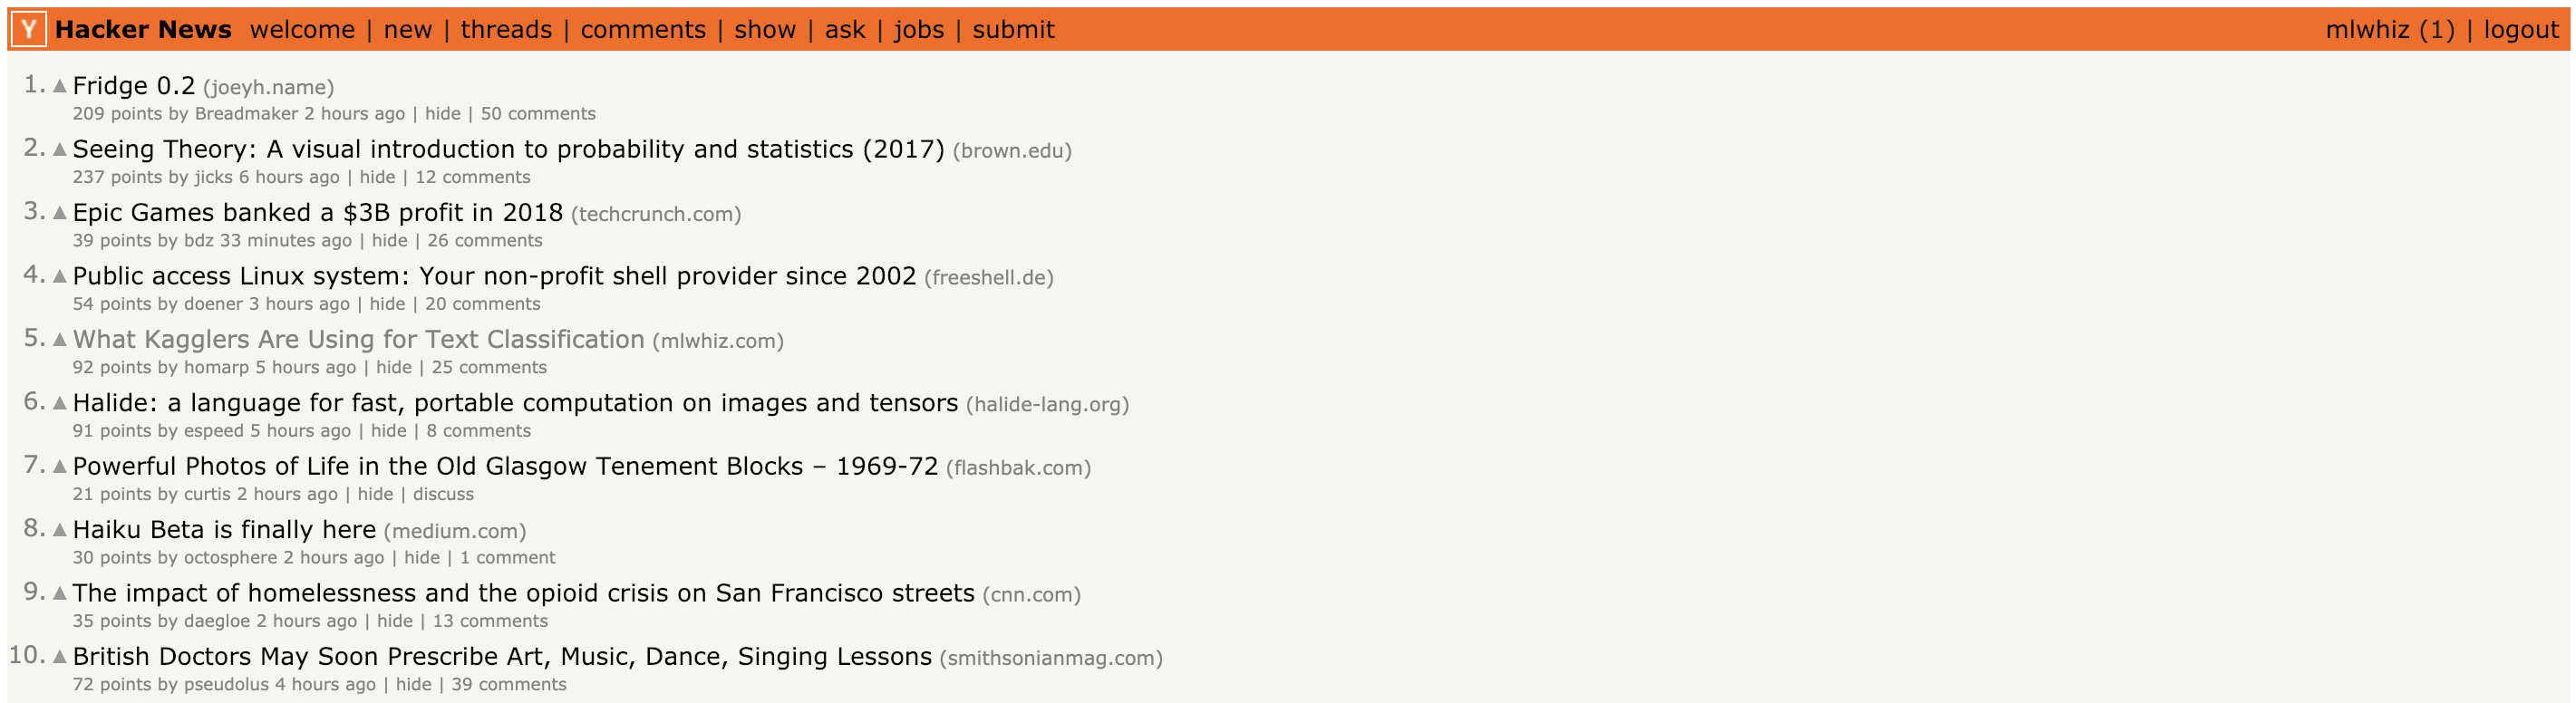 Y Hacker News welcome | new | threads | comments | show | ask | jobs | submit mlwhiz (1) | logout
1. ▲ Fridge 0.2 (joeyh.name)
209 points by Breadmaker 2 hours ago | hide | 50 comments
2. ▲ Seeing Theory: A visual introduction to probability and statistics (2017) (brown.edu)
237 points by jicks 6 hours ago | hide | 12 comments
3. ▲ Epic Games banked a $3B profit in 2018 (techcrunch.com)
39 points by bdz 33 minutes ago | hide | 26 comments
4. ▲ Public access Linux system: Your non-profit shell provider since 2002 (freeshell.de)
54 points by doener 3 hours ago | hide | 20 comments
5. ▲ What Kagglers Are Using for Text Classification (mlwhiz.com)
92 points by homarp 5 hours ago | hide | 25 comments
6. ▲ Halide: a language for fast, portable computation on images and tensors (halide-lang.org)
91 points by espeed 5 hours ago | hide | 8 comments
7. ▲ Powerful Photos of Life in the Old Glasgow Tenement Blocks – 1969-72 (flashbak.com)
21 points by curtis 2 hours ago | hide | discuss
8. ▲ Haiku Beta is finally here (medium.com)
30 points by octosphere 2 hours ago | hide | 1 comment
9. ▲ The impact of homelessness and the opioid crisis on San Francisco streets (cnn.com)
35 points by daegloe 2 hours ago | hide | 13 comments
10. ▲ British Doctors May Soon Prescribe Art, Music, Dance, Singing Lessons (smithsonianmag.com)
72 points by pseudolus 4 hours ago | hide | 39 comments